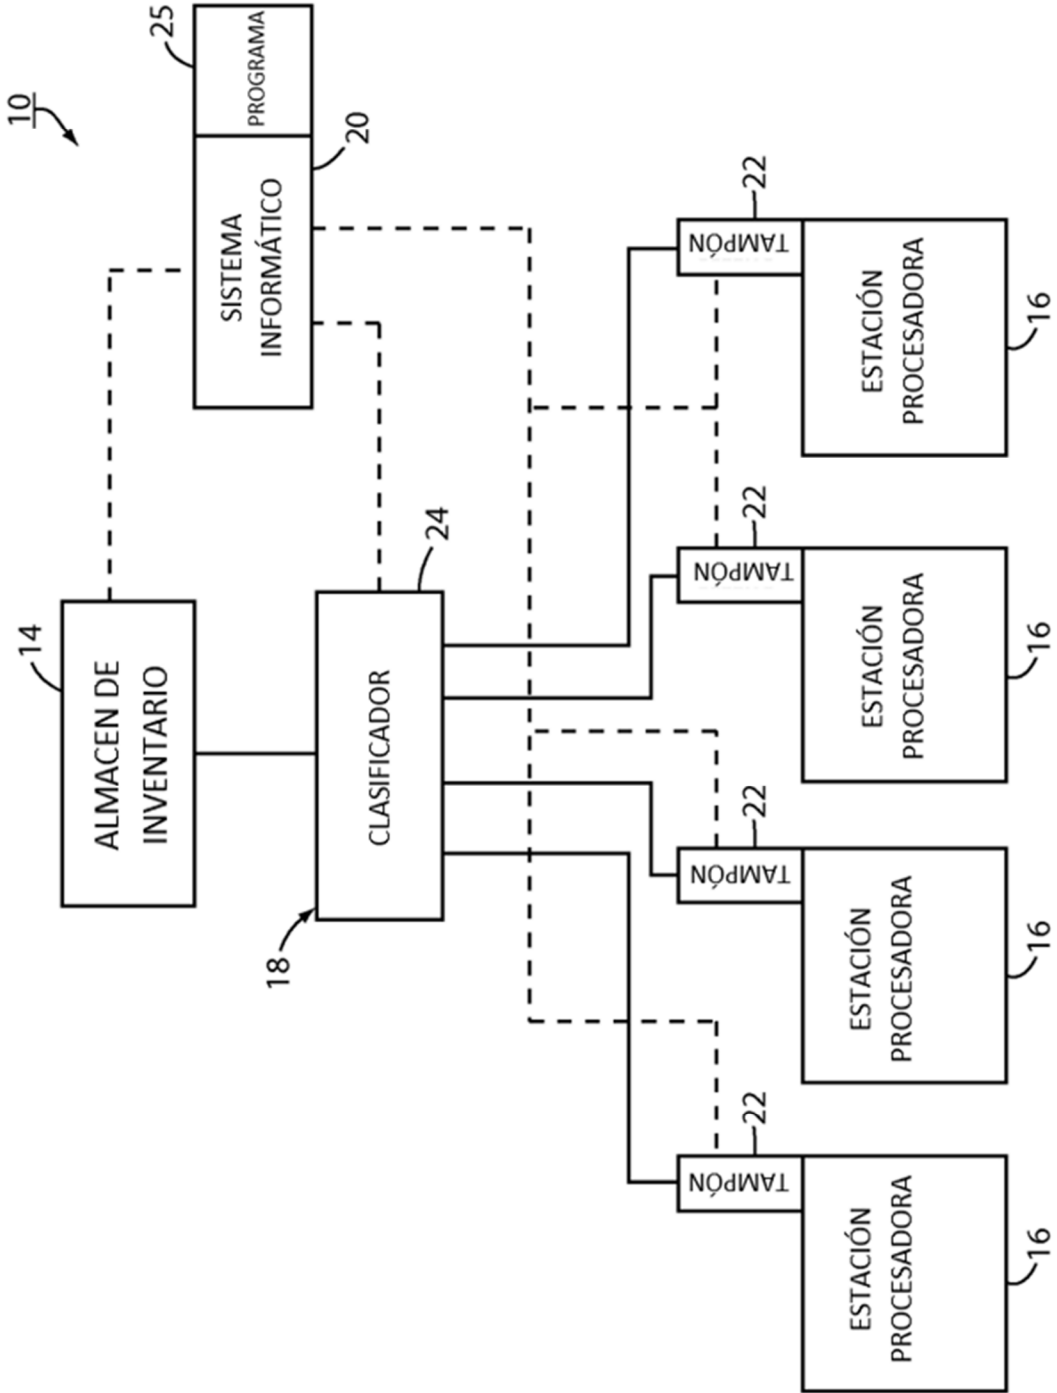 10
14
ALMACEN DE
INVENTARIO
25
SISTEMA
INFORMÁTICO
PROGRAMA
20
18
CLASIFICADOR
24
TAMPÓN
22
TAMPÓN
22
TAMPÓN
22
TAMPÓN
22
ESTACIÓN
PROCESADORA
ESTACIÓN
PROCESADORA
ESTACIÓN
PROCESADORA
ESTACIÓN
PROCESADORA
16
16
16
16